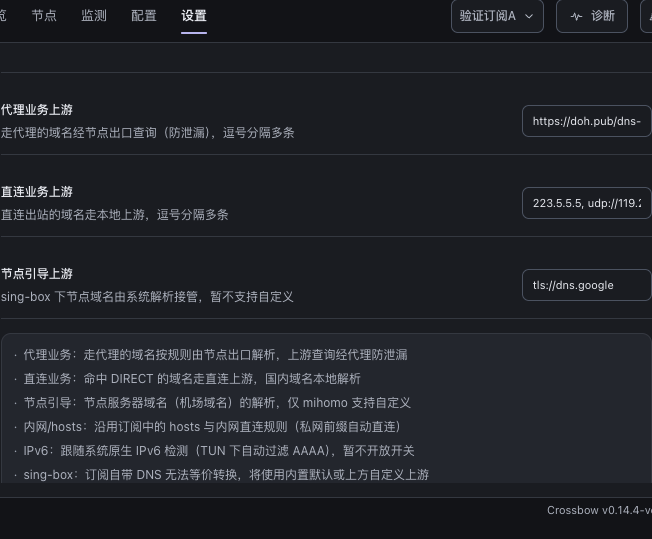 节点 监测 配置 设置 验证订阅A 诊断
代理业务上游
走代理的域名经节点出口查询（防泄漏），逗号分隔多条
https://doh.pub/dns-
直连业务上游
直连出站的域名走本地上游，逗号分隔多条
223.5.5.5, udp://119.2
节点引导上游
sing-box 下节点域名由系统解析接管，暂不支持自定义
tls://dns.google
· 代理业务：走代理的域名按规则由节点出口解析，上游查询经代理防泄漏
· 直连业务：命中 DIRECT 的域名走直连上游，国内域名本地解析
· 节点引导：节点服务器域名（机场域名）的解析，仅 mihomo 支持自定义
· 内网/hosts：沿用订阅中的 hosts 与内网直连规则（私网前缀自动直连）
· IPv6：跟随系统原生 IPv6 检测（TUN 下自动过滤 AAAA），暂不开放开关
· sing-box：订阅自带 DNS 无法等价转换，将使用内置默认或上方自定义上游
Crossbow v0.14.4-v